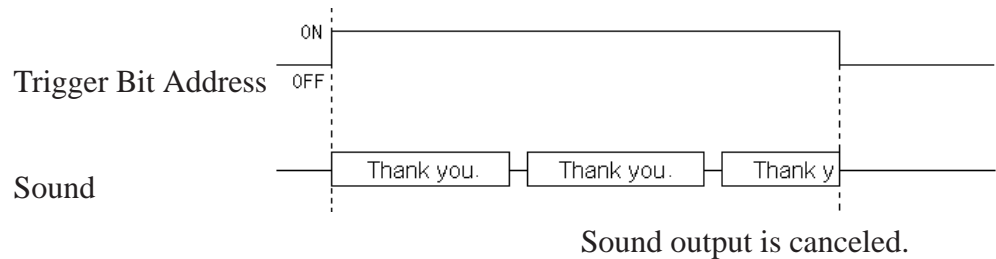 ON
Trigger Bit Address OFF
Thank you. Thank you. Thank y
Sound
Sound output is canceled.